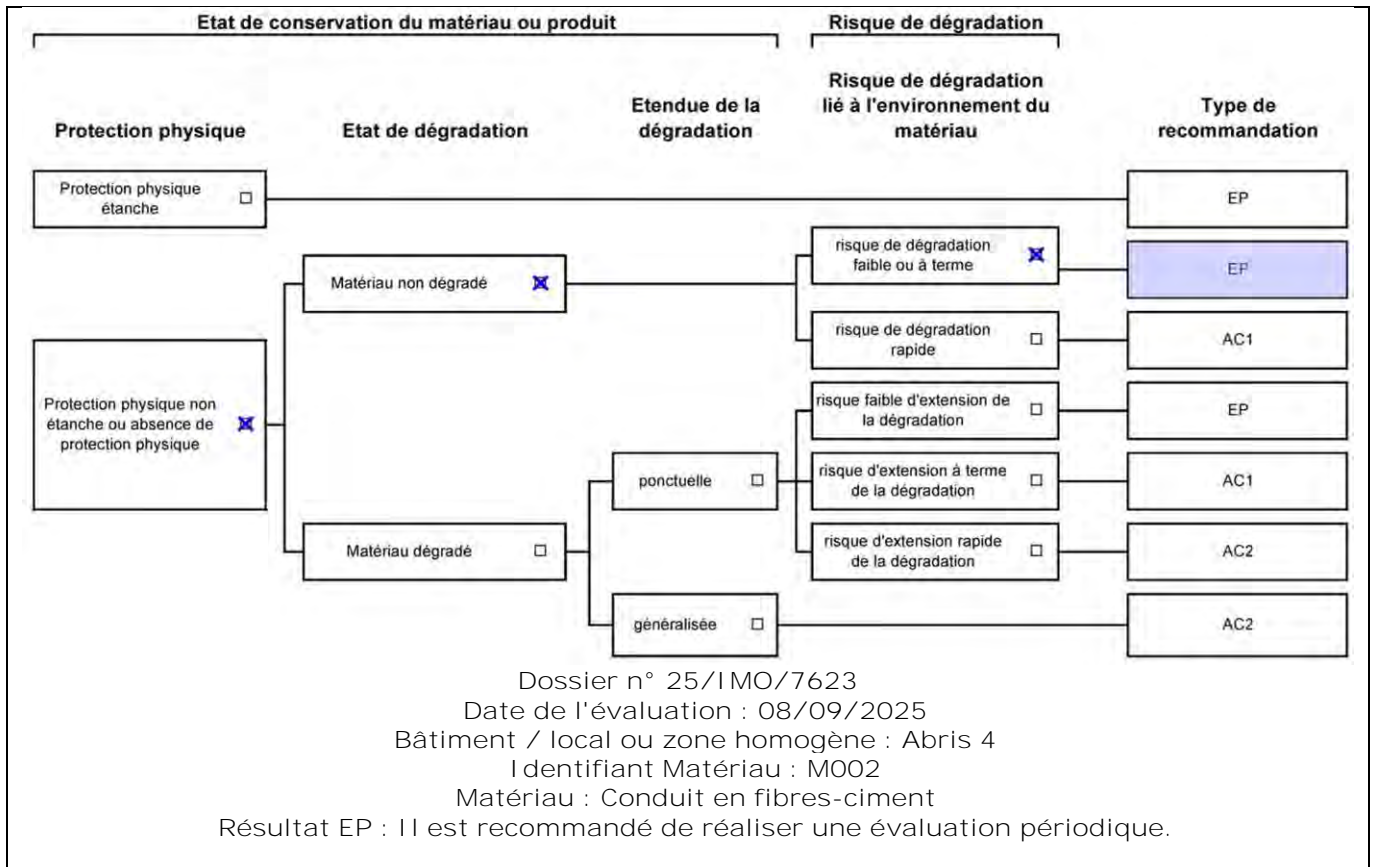 Etat de conservation du matériau ou produit
Risque de dégradation
Protection physique
Etat de dégradation
Etendue de la
dégradation
Risque de dégradation
lié à l'environnement du
matériau
Type de
recommandation
Protection physique
étanche
EP
risque de dégradation
faible ou à terme
EP
Matériau non dégradé
risque de dégradation
rapide
AC1
Protection physique non
étanche ou absence de
protection physique
risque faible d'extension de
la dégradation
EP
ponctuelle
risque d'extension à terme
de la dégradation
AC1
Matériau dégradé
risque d'extension rapide
de la dégradation
AC2
généralisée
AC2
Dossier n° 25/IMO/7623
Date de l'évaluation : 08/09/2025
Bâtiment / local ou zone homogène : Abris 4
Identifiant Matériau : M002
Matériau : Conduit en fibres-ciment
Résultat EP : Il est recommandé de réaliser une évaluation périodique.